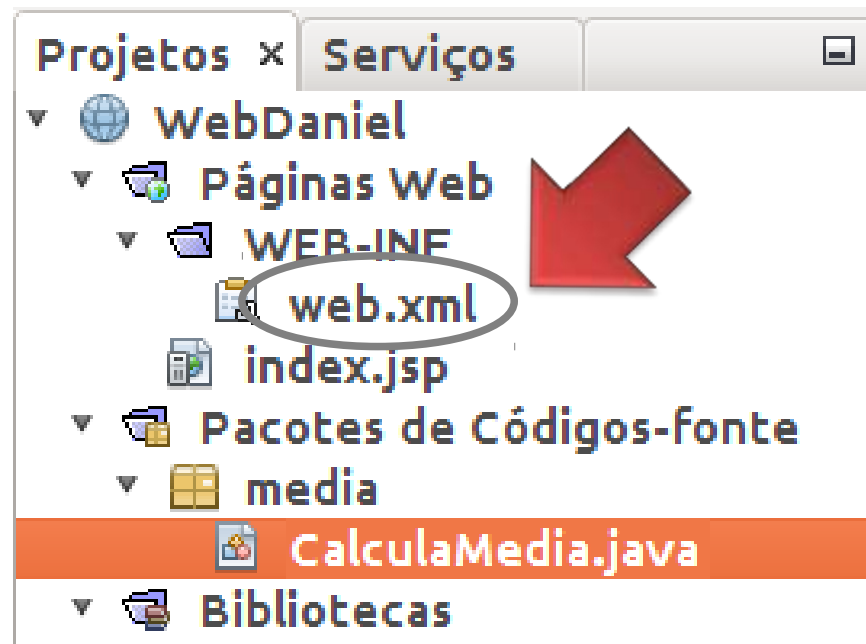 Projetos × Serviços
WebDaniel
Páginas Web
WEB-INF
web.xml
index.jsp
Pacotes de Códigos-fonte
media
CalculaMedia.java
Bibliotecas